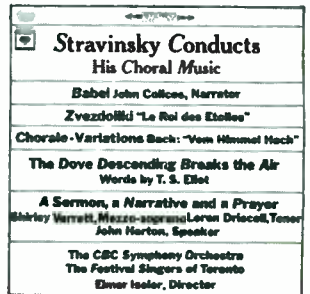 Stravinsky Conducts
His Choral Music
Babel John Colicos, Narrator
Zvezdoliki "Le Roi des Etoiles"
Chorale-Variations Bach: "Vom Himmel Hoch"
The Dove Descending Breaks the Air
Words by T. S. Eliot
A Sermon, a Narrative and a Prayer
Shirley Verrett, Mezzo-soprano Loren Driscoll, Tenor
John Horton, Speaker
The CBC Symphony Orchestra
The Festival Singers of Toronto
Elmer Iseler, Director